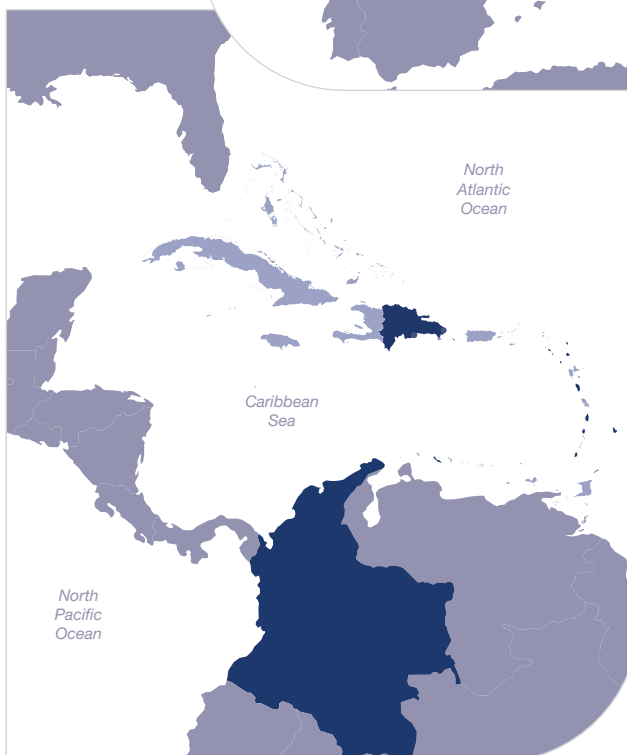 North
Atlantic
Ocean
Caribbean
Sea
North
Pacific
Ocean